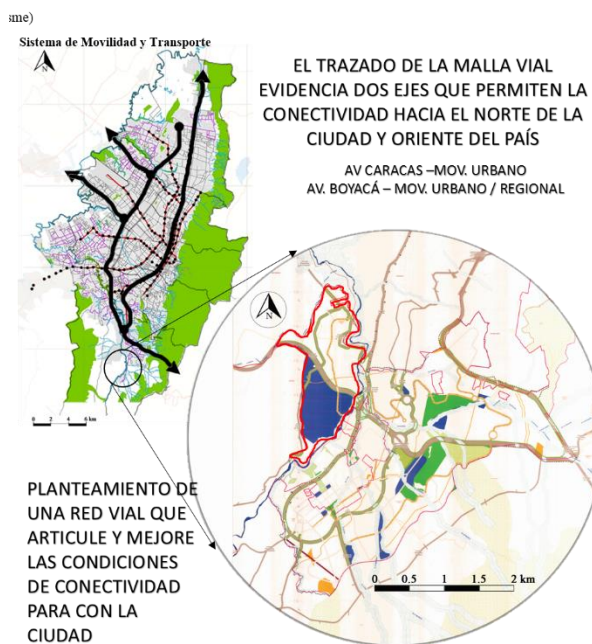 sme)
Sistema de Movilidad y Transporte
N
EL TRAZADO DE LA MALLA VIAL
EVIDENCIA DOS EJES QUE PERMITEN LA
CONECTIVIDAD HACIA EL NORTE DE LA
CIUDAD Y ORIENTE DEL PAÍS
AV CARACAS –MOV. URBANO
AV. BOYACÁ – MOV. URBANO / REGIONAL
N
0 2 4 6 km
PLANTEAMIENTO DE
UNA RED VIAL QUE
ARTICULE Y MEJORE
LAS CONDICIONES
DE CONECTIVIDAD
PARA CON LA
CIUDAD
0 0.5 1 1.5 2 km